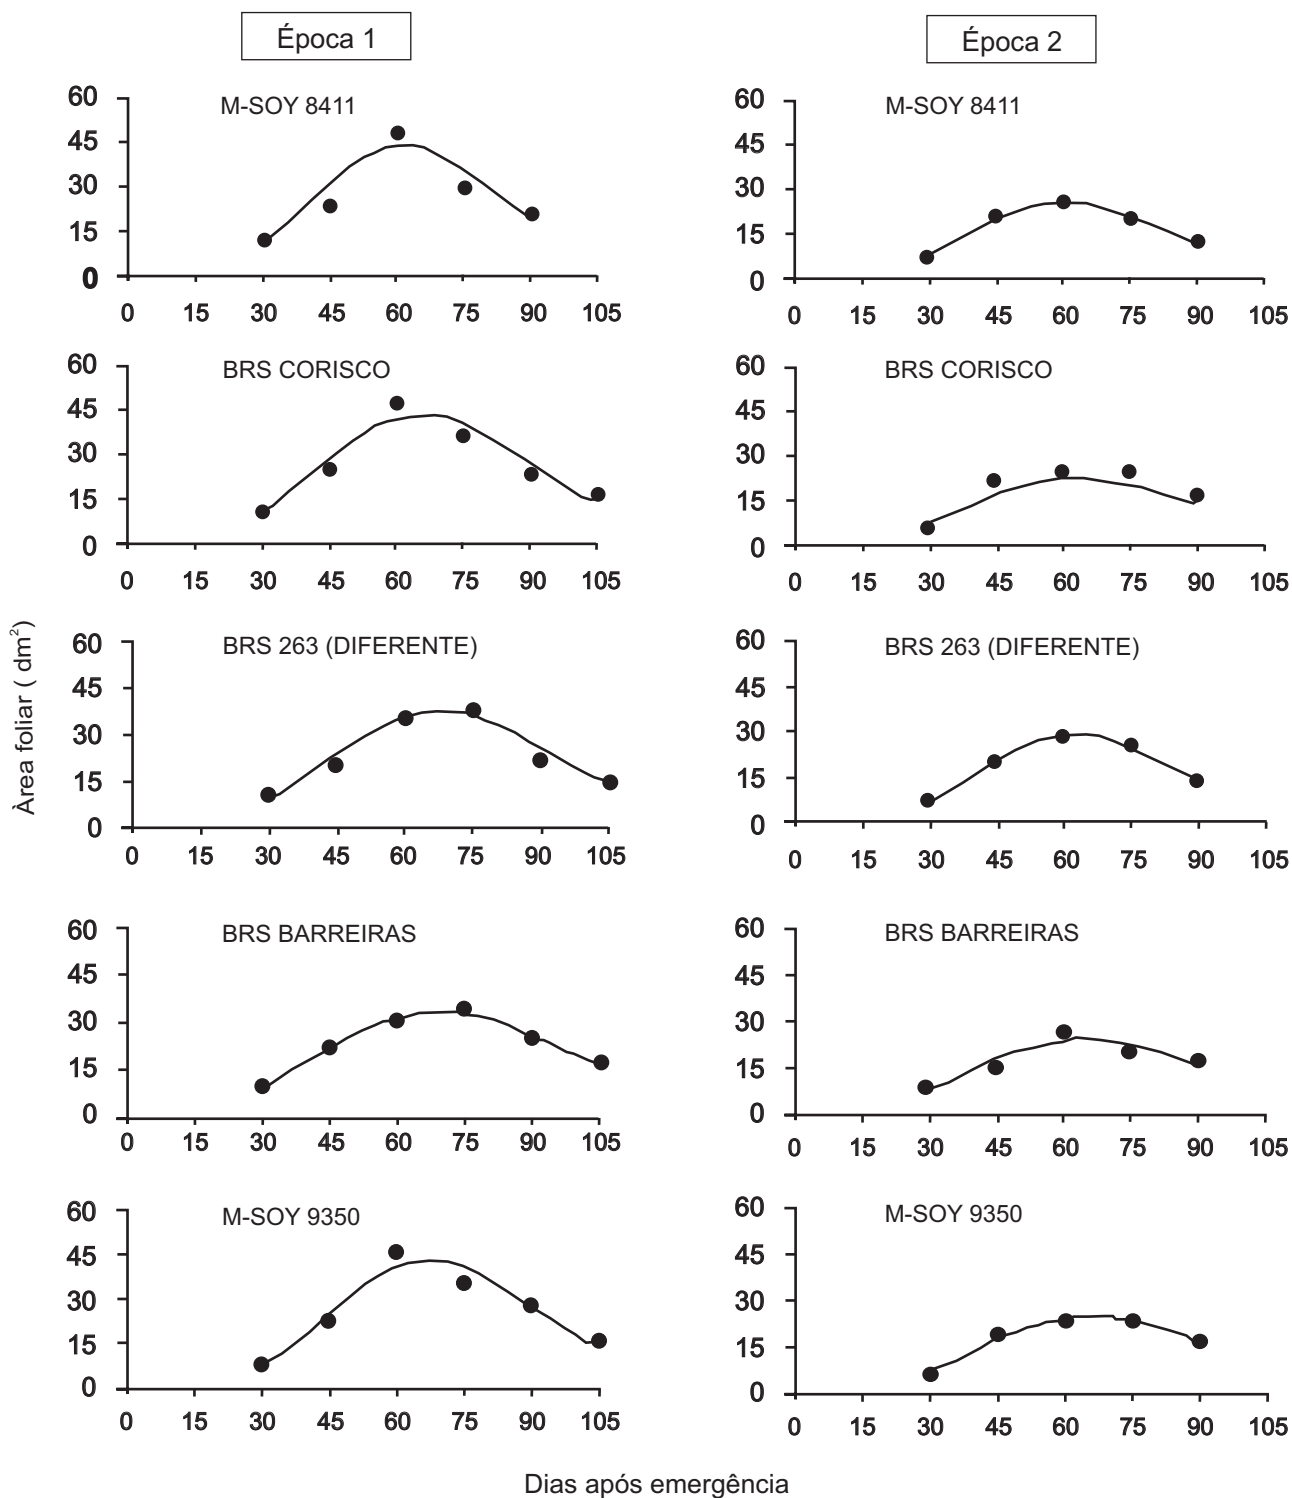 Época 1
Época 2
M-SOY 8411
60
45
30
15
0
0 15 30 45 60 75 90 105
M-SOY 8411
60
45
30
15
0
0 15 30 45 60 75 90 105
BRS CORISCO
60
45
30
15
0
0 15 30 45 60 75 90 105
BRS CORISCO
60
45
30
15
0
0 15 30 45 60 75 90 105
Àrea foliar ( dm²)
BRS 263 (DIFERENTE)
60
45
30
15
0
0 15 30 45 60 75 90 105
BRS 263 (DIFERENTE)
60
45
30
15
0
0 15 30 45 60 75 90 105
BRS BARREIRAS
60
45
30
15
0
0 15 30 45 60 75 90 105
BRS BARREIRAS
60
45
30
15
0
0 15 30 45 60 75 90 105
M-SOY 9350
60
45
30
15
0
0 15 30 45 60 75 90 105
M-SOY 9350
60
45
30
15
0
0 15 30 45 60 75 90 105
Dias após emergência